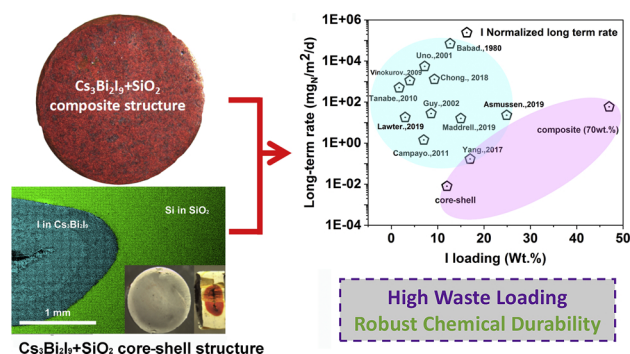 Cs₃Bi₂I₉+SiO₂
composite structure
I in Cs₃Bi₂I₉
Si in SiO₂
1 mm
Cs₃Bi₂I₉+SiO₂ core-shell structure
Long-term rate (mg_N/m²/d)
1E+06
1E+04
1E+02
1E+00
1E-02
1E-04
I Normalized long term rate
Babad.,1980
Uno.,2001
Vinokurov.,2009
Chong., 2018
Tanabe.,2010
Guy.,2002
Asmussen.,2019
Lawter.,2019
Maddrell.,2019
composite (70wt.%)
Campayo.,2011
Yang.,2017
core-shell
0 10 20 30 40 50
I loading (Wt.%)
High Waste Loading
Robust Chemical Durability